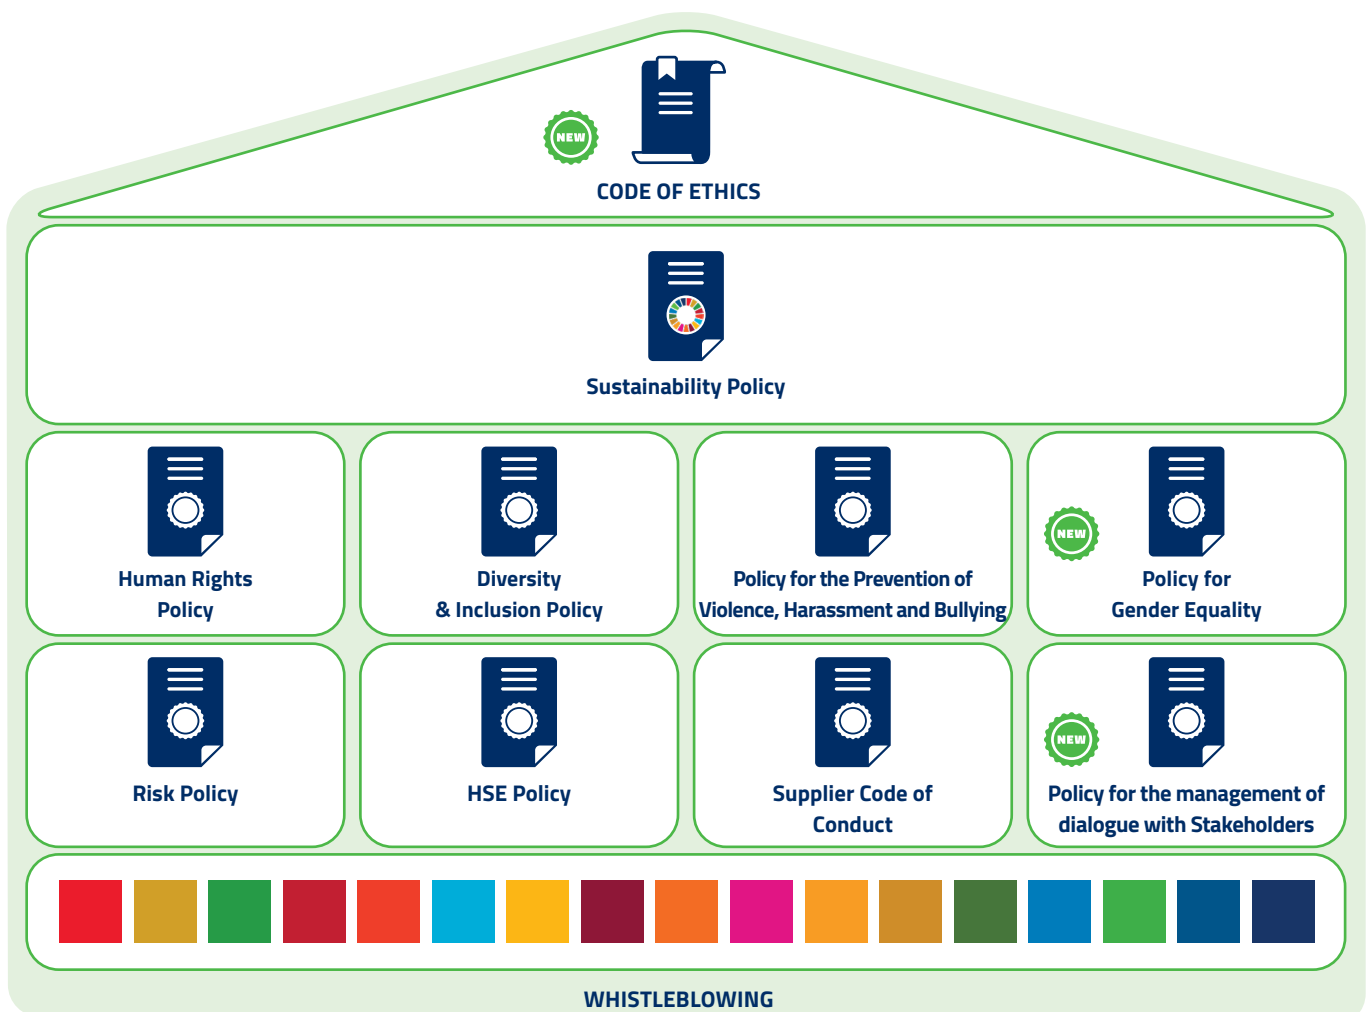 NEW
CODE OF ETHICS
Sustainability Policy
Human Rights
Policy
Diversity
& Inclusion Policy
Policy for the Prevention of
Violence, Harassment and Bullying
NEW
Policy for
Gender Equality
Risk Policy
HSE Policy
Supplier Code of
Conduct
NEW
Policy for the management of
dialogue with Stakeholders
WHISTLEBLOWING